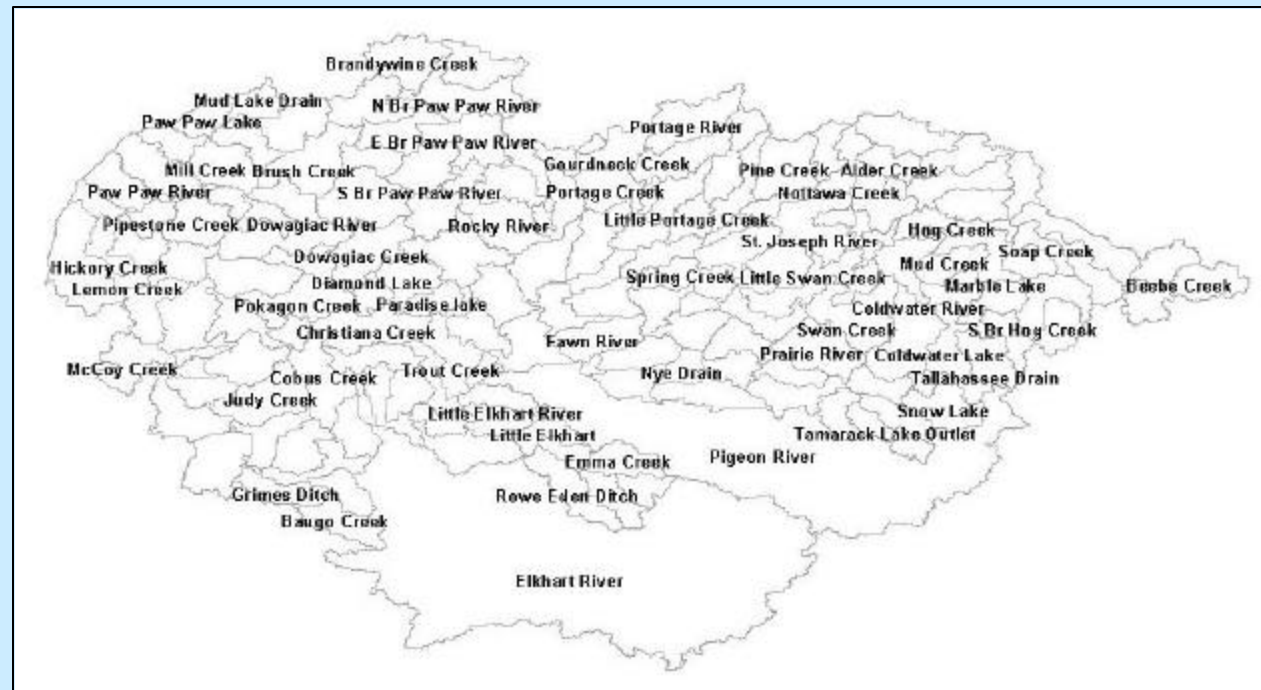 Brandywine Creek
Mud Lake Drain
N Br Paw Paw River
Paw Paw Lake
Portage River
E Br Paw Paw River
Gourdneck Creek
Mill Creek
Brush Creek
Pine Creek
Alder Creek
Paw Paw River
S Br Paw Paw River
Portage Creek
Nottawa Creek
Pipestone Creek
Dowagiac River
Rocky River
Little Portage Creek
Hog Creek
St. Joseph River
Soap Creek
Dowagiac Creek
Mud Creek
Hickory Creek
Lemon Creek
Diamond Lake
Spring Creek
Little Swan Creek
Marble Lake
Beebe Creek
Pokagon Creek
Paradise lake
Coldwater River
Christiana Creek
Fawn River
Swan Creek
S Br Hog Creek
Prairie River
Coldwater Lake
McCoy Creek
Cobus Creek
Trout Creek
Nye Drain
Tallahassee Drain
Judy Creek
Little Elkhart River
Snow Lake
Little Elkhart
Tamarack Lake Outlet
Emma Creek
Pigeon River
Grimes Ditch
Rowe Eden Ditch
Baugo Creek
Elkhart River